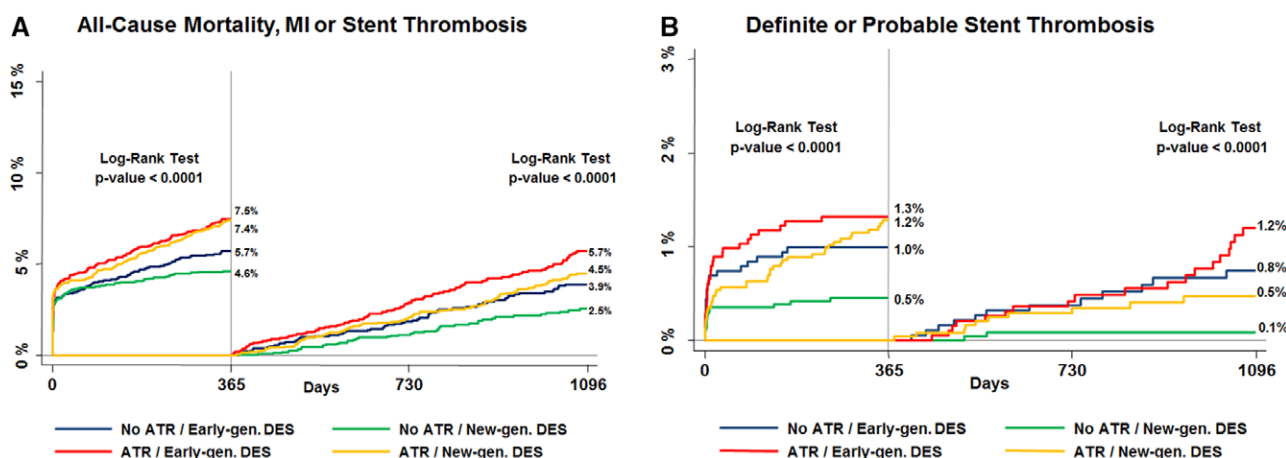 A
All-Cause Mortality, MI or Stent Thrombosis
15 %
10 %
5 %
0 %
Log-Rank Test
p-value < 0.0001
Log-Rank Test
p-value < 0.0001
7.5%
7.4%
5.7%
4.6%
5.7%
4.5%
3.9%
2.5%
0
365
Days
730
1096
No ATR / Early-gen. DES
No ATR / New-gen. DES
ATR / Early-gen. DES
ATR / New-gen. DES
B
Definite or Probable Stent Thrombosis
3 %
2 %
1 %
0 %
Log-Rank Test
p-value < 0.0001
Log-Rank Test
p-value < 0.0001
1.3%
1.2%
1.0%
0.5%
1.2%
0.8%
0.5%
0.1%
0
365
Days
730
1096
No ATR / Early-gen. DES
No ATR / New-gen. DES
ATR / Early-gen. DES
ATR / New-gen. DES